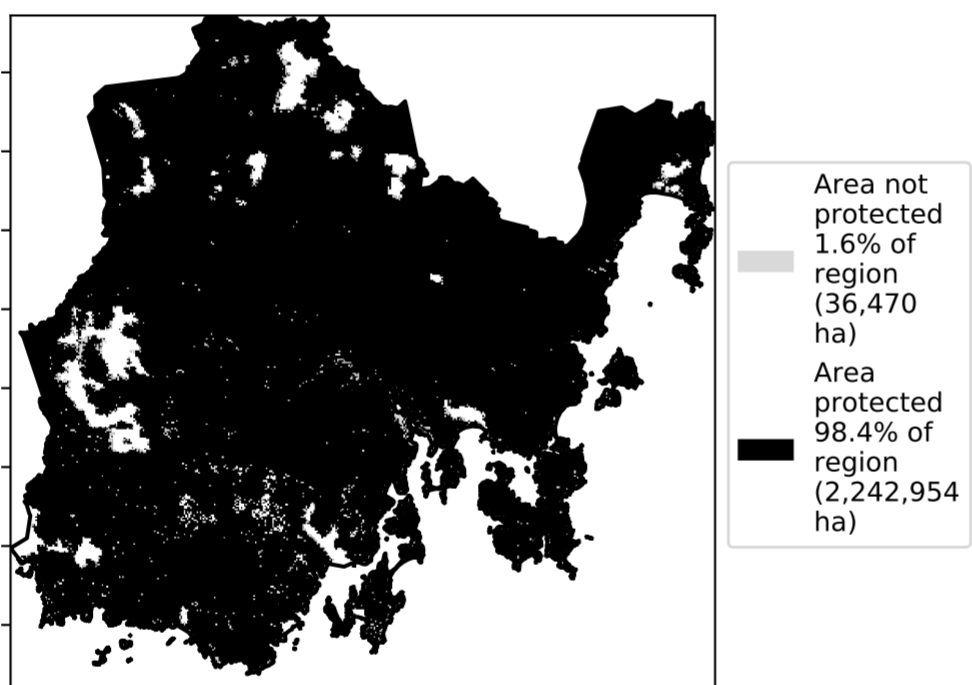 Area not
protected
1.6% of
region
(36,470
ha)
Area
protected
98.4% of
region
(2,242,954
ha)